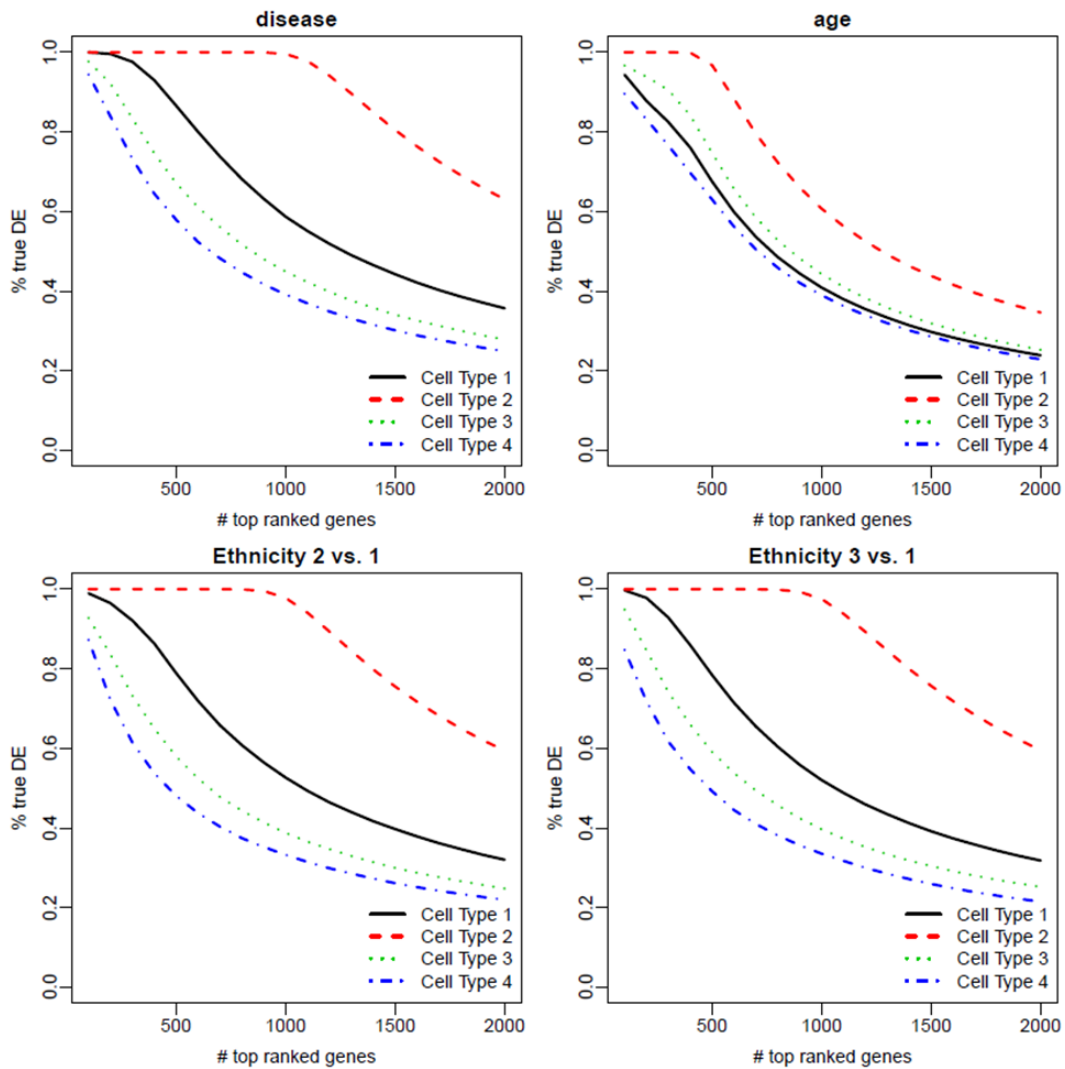 disease
% true DE
1.0
0.8
0.6
0.4
0.2
0.0
Cell Type 1
Cell Type 2
Cell Type 3
Cell Type 4
500 1000 1500 2000
# top ranked genes
age
% true DE
1.0
0.8
0.6
0.4
0.2
0.0
Cell Type 1
Cell Type 2
Cell Type 3
Cell Type 4
500 1000 1500 2000
# top ranked genes
Ethnicity 2 vs. 1
% true DE
1.0
0.8
0.6
0.4
0.2
0.0
Cell Type 1
Cell Type 2
Cell Type 3
Cell Type 4
500 1000 1500 2000
# top ranked genes
Ethnicity 3 vs. 1
% true DE
1.0
0.8
0.6
0.4
0.2
0.0
Cell Type 1
Cell Type 2
Cell Type 3
Cell Type 4
500 1000 1500 2000
# top ranked genes